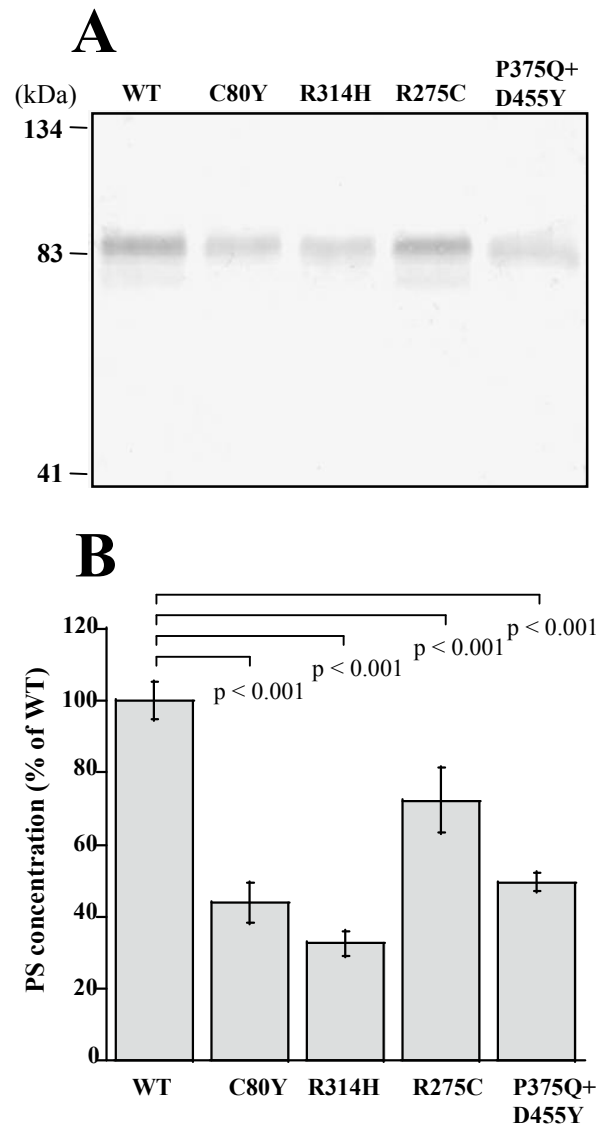 A
(kDa) WT C80Y R314H R275C P375Q+
D455Y
134
83
41
B
PS concentration (% of WT)
120
100
80
60
40
20
0
p < 0.001
p < 0.001
p < 0.001
p < 0.001
WT C80Y R314H R275C P375Q+
D455Y